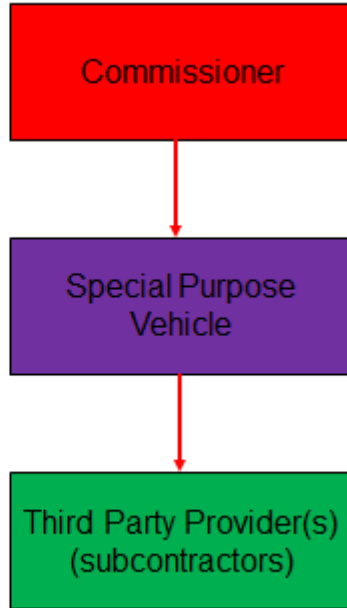 Commissioner
Special Purpose
Vehicle
Third Party Provider(s)
(subcontractors)